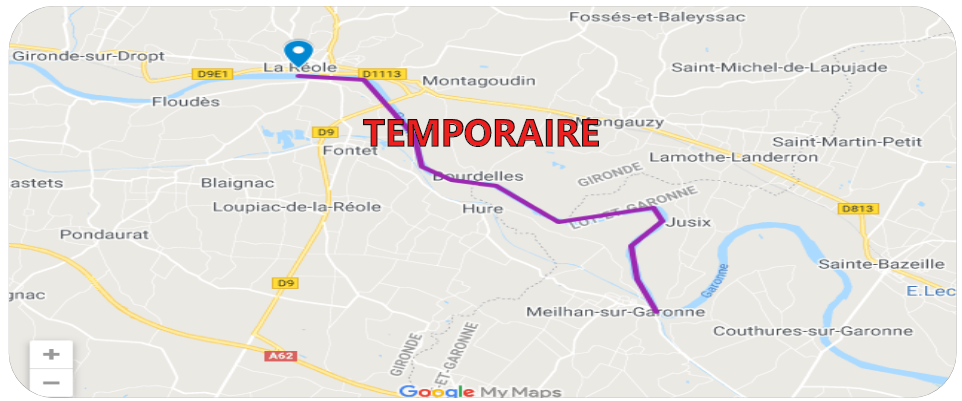 Fossés-et-Baleyssac
Gironde-sur-Dropt
La Réole
D9E1
D1113
Montagoudin
Saint-Michel-de-Lapujade
Floudès
TEMPORAIRE
Mongauzy
D9
Fontet
Saint-Martin-Petit
Lamothe-Landerron
Bourdelles
GIRONDE
astets
Blaignac
LOT-ET-GARONNE
Loupiac-de-la-Réole
Hure
D813
Jusix
Pondaurat
Sainte-Bazeille
Garonne
D9
E.Lec
gnac
Meilhan-sur-Garonne
Couthures-sur-Garonne
A62
GIRONDE
-ET-GARONNE
+
−
Google My Maps